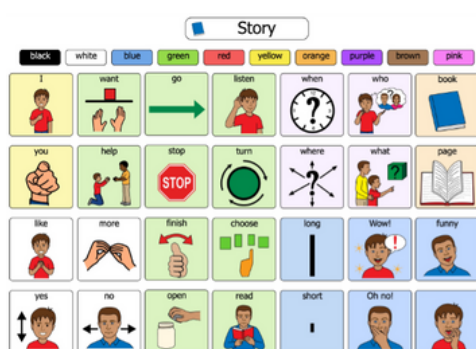 Story
black white blue green red yellow orange purple brown pink
I want go listen when who book
you help stop turn where what page
STOP
like more finish choose long Wow! funny
yes no open read short Oh no!